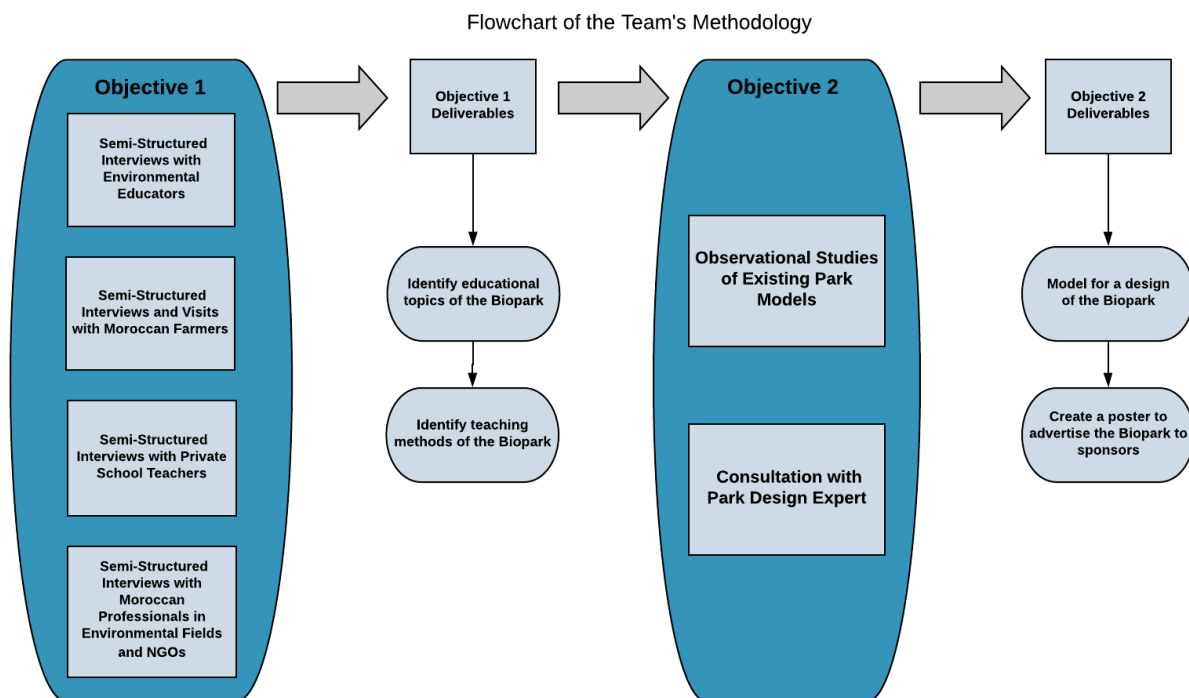 Flowchart of the Team's Methodology
Objective 1
Semi-Structured
Interviews with
Environmental
Educators
Semi-Structured
Interviews and Visits
with Moroccan Farmers
Semi-Structured
Interviews with Private
School Teachers
Semi-Structured
Interviews with
Moroccan
Professionals in
Environmental Fields
and NGOs
Objective 1
Deliverables
Identify educational
topics of the Biopark
Identify teaching
methods of the Biopark
Objective 2
Observational Studies
of Existing Park
Models
Consultation with
Park Design Expert
Objective 2
Deliverables
Model for a design
of the Biopark
Create a poster to
advertise the Biopark to
sponsors